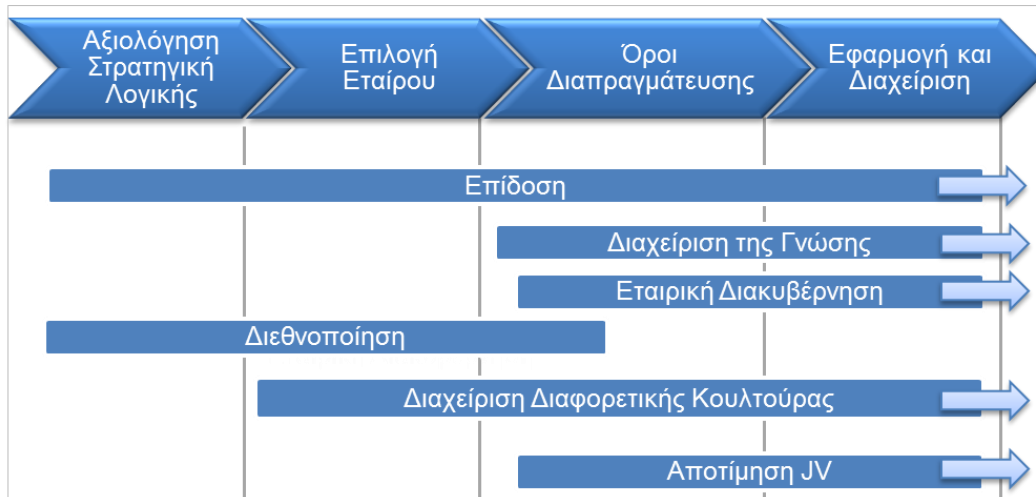 Αξιολόγηση
Στρατηγική
Λογικής
Επιλογή
Εταίρου
Όροι
Διαπραγμάτευσης
Εφαρμογή και
Διαχείριση
Επίδοση
Διαχείριση της Γνώσης
Εταιρική Διακυβέρνηση
Διεθνοποίηση
Διαχείριση Διαφορετικής Κουλτούρας
Αποτίμηση JV